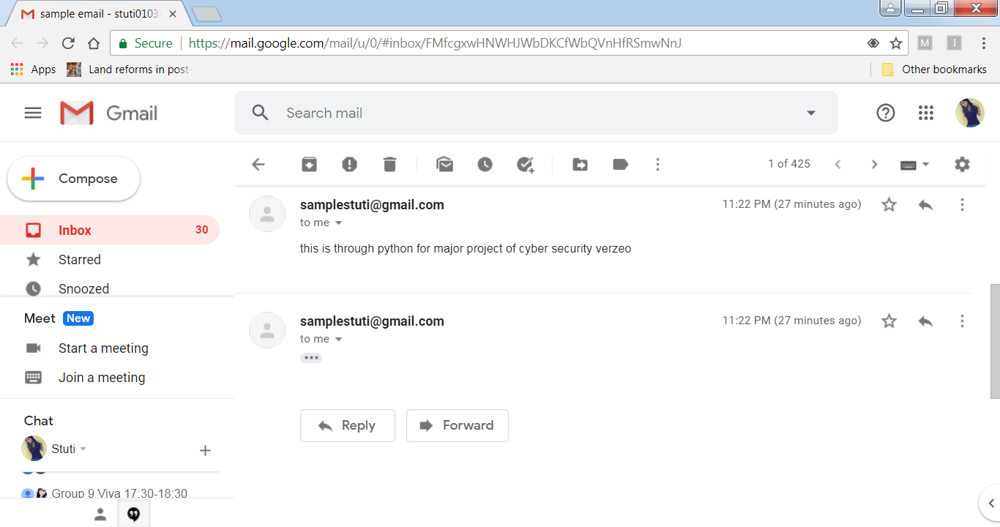 sample email - stuti0103
Secure https://mail.google.com/mail/u/0/#inbox/FMfcgxwHNWHJWbDKCfWbQVnHfRSmwNnJ
M I
Apps Land reforms in post- Other bookmarks
Gmail Search mail
Compose 1 of 425
Inbox 30
Starred
Snoozed
Meet New
Start a meeting
Join a meeting
Chat
Stuti
Group 9 Viva 17:30-18:30
samplestuti@gmail.com 11:22 PM (27 minutes ago)
to me
this is through python for major project of cyber security verzeo
samplestuti@gmail.com 11:22 PM (27 minutes ago)
to me
Reply Forward